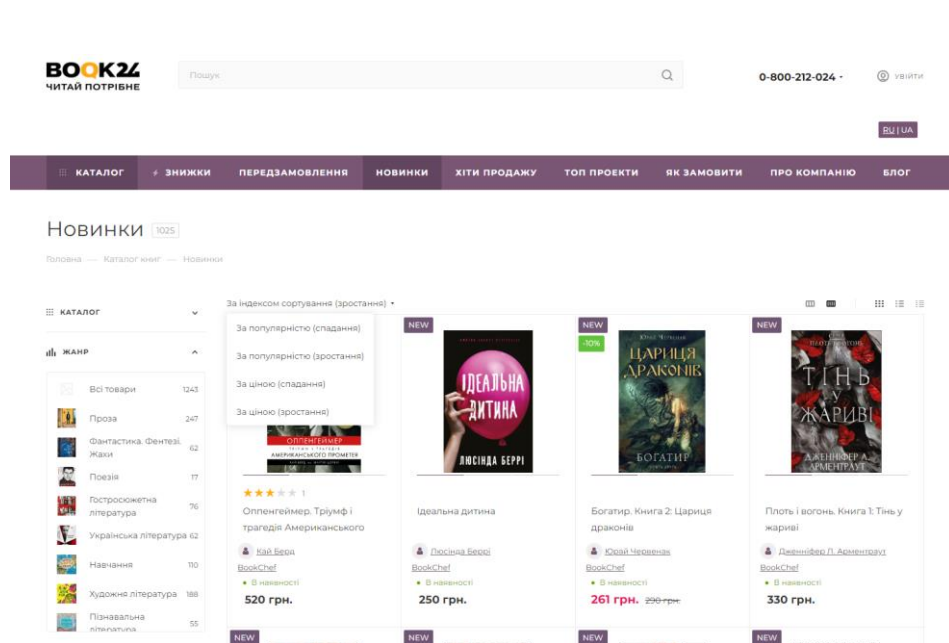 BOOK24
ЧИТАЙ ПОТРІБНЕ
Пошук
0-800-212-024
УВІЙТИ
RU | UA
КАТАЛОГ
ЗНИЖКИ
ПЕРЕДЗАМОВЛЕННЯ
НОВИНКИ
ХІТИ ПРОДАЖУ
ТОП ПРОЕКТИ
ЯК ЗАМОВИТИ
ПРО КОМПАНІЮ
БЛОГ
Новинки 1025
Головна — Каталог книг — Новинки
КАТАЛОГ
ЖАНР
Всі товари 1243
Проза 247
Фантастика. Фентезі.
Жахи 62
Поезія 17
Гостросюжетна
література 76
Українська література 62
Навчання 110
Художня література 188
Пізнавальна
література 55
За індексом сортування (зростання)
За популярністю (спадання)
За популярністю (зростання)
За ціною (спадання)
За ціною (зростання)
ОППЕНГЕЙМЕР
ТРІУМФ І ТРАГЕДІЯ
АМЕРИКАНСЬКОГО ПРОМЕТЕЯ
1
Оппенгеймер. Тріумф і
трагедія Американського
Кай Берд
BookChef
В наявності
520 грн.
NEW
ІДЕАЛЬНА
ДИТИНА
ЛЮСІНДА БЕРРІ
Ідеальна дитина
Люсінда Беррі
BookChef
В наявності
250 грн.
NEW
-10%
ЮРАЙ ЧЕРВЕНАК
ЦАРИЦЯ
ДРАКОНІВ
БОГАТИР
Богатир. Книга 2: Цариця
драконів
Юрай Червенак
BookChef
В наявності
261 грн. 290 грн.
NEW
ПЛОТЬ І ВОГОНЬ
ТІНЬ
У
ЖАРИВІ
ДЖЕННІФЕР Л.
АРМЕНТРАУТ
Плоть і вогонь. Книга 1: Тінь у
жариві
Дженніфер Л. Арментраут
BookChef
В наявності
330 грн.
NEW
NEW
NEW
NEW